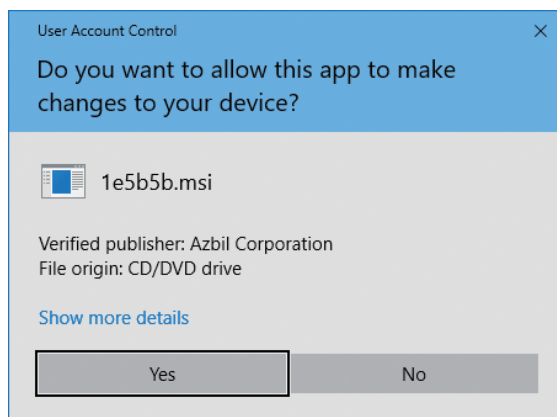 User Account Control
Do you want to allow this app to make
changes to your device?
1e5b5b.msi
Verified publisher: Azbil Corporation
File origin: CD/DVD drive
Show more details
Yes
No